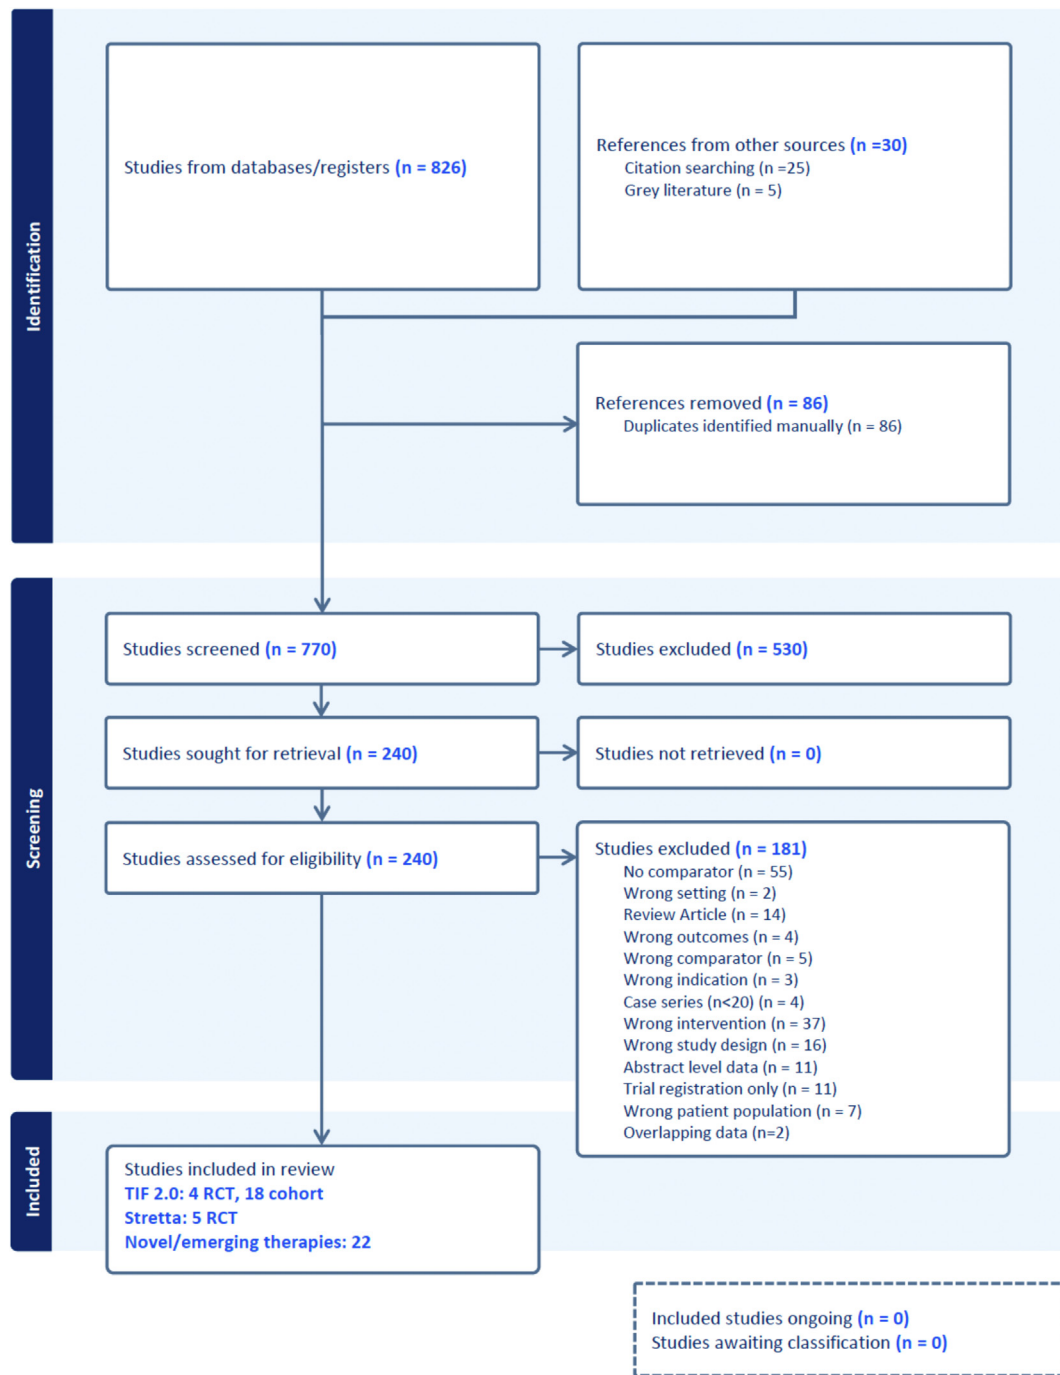 Identification
Studies from databases/registers (n = 826)
References from other sources (n =30)
Citation searching (n =25)
Grey literature (n = 5)
References removed (n = 86)
Duplicates identified manually (n = 86)
Screening
Studies screened (n = 770)
Studies excluded (n = 530)
Studies sought for retrieval (n = 240)
Studies not retrieved (n = 0)
Studies assessed for eligibility (n = 240)
Studies excluded (n = 181)
No comparator (n = 55)
Wrong setting (n = 2)
Review Article (n = 14)
Wrong outcomes (n = 4)
Wrong comparator (n = 5)
Wrong indication (n = 3)
Case series (n<20) (n = 4)
Wrong intervention (n = 37)
Wrong study design (n = 16)
Abstract level data (n = 11)
Trial registration only (n = 11)
Wrong patient population (n = 7)
Overlapping data (n=2)
Included
Studies included in review
TIF 2.0: 4 RCT, 18 cohort
Stretta: 5 RCT
Novel/emerging therapies: 22
Included studies ongoing (n = 0)
Studies awaiting classification (n = 0)